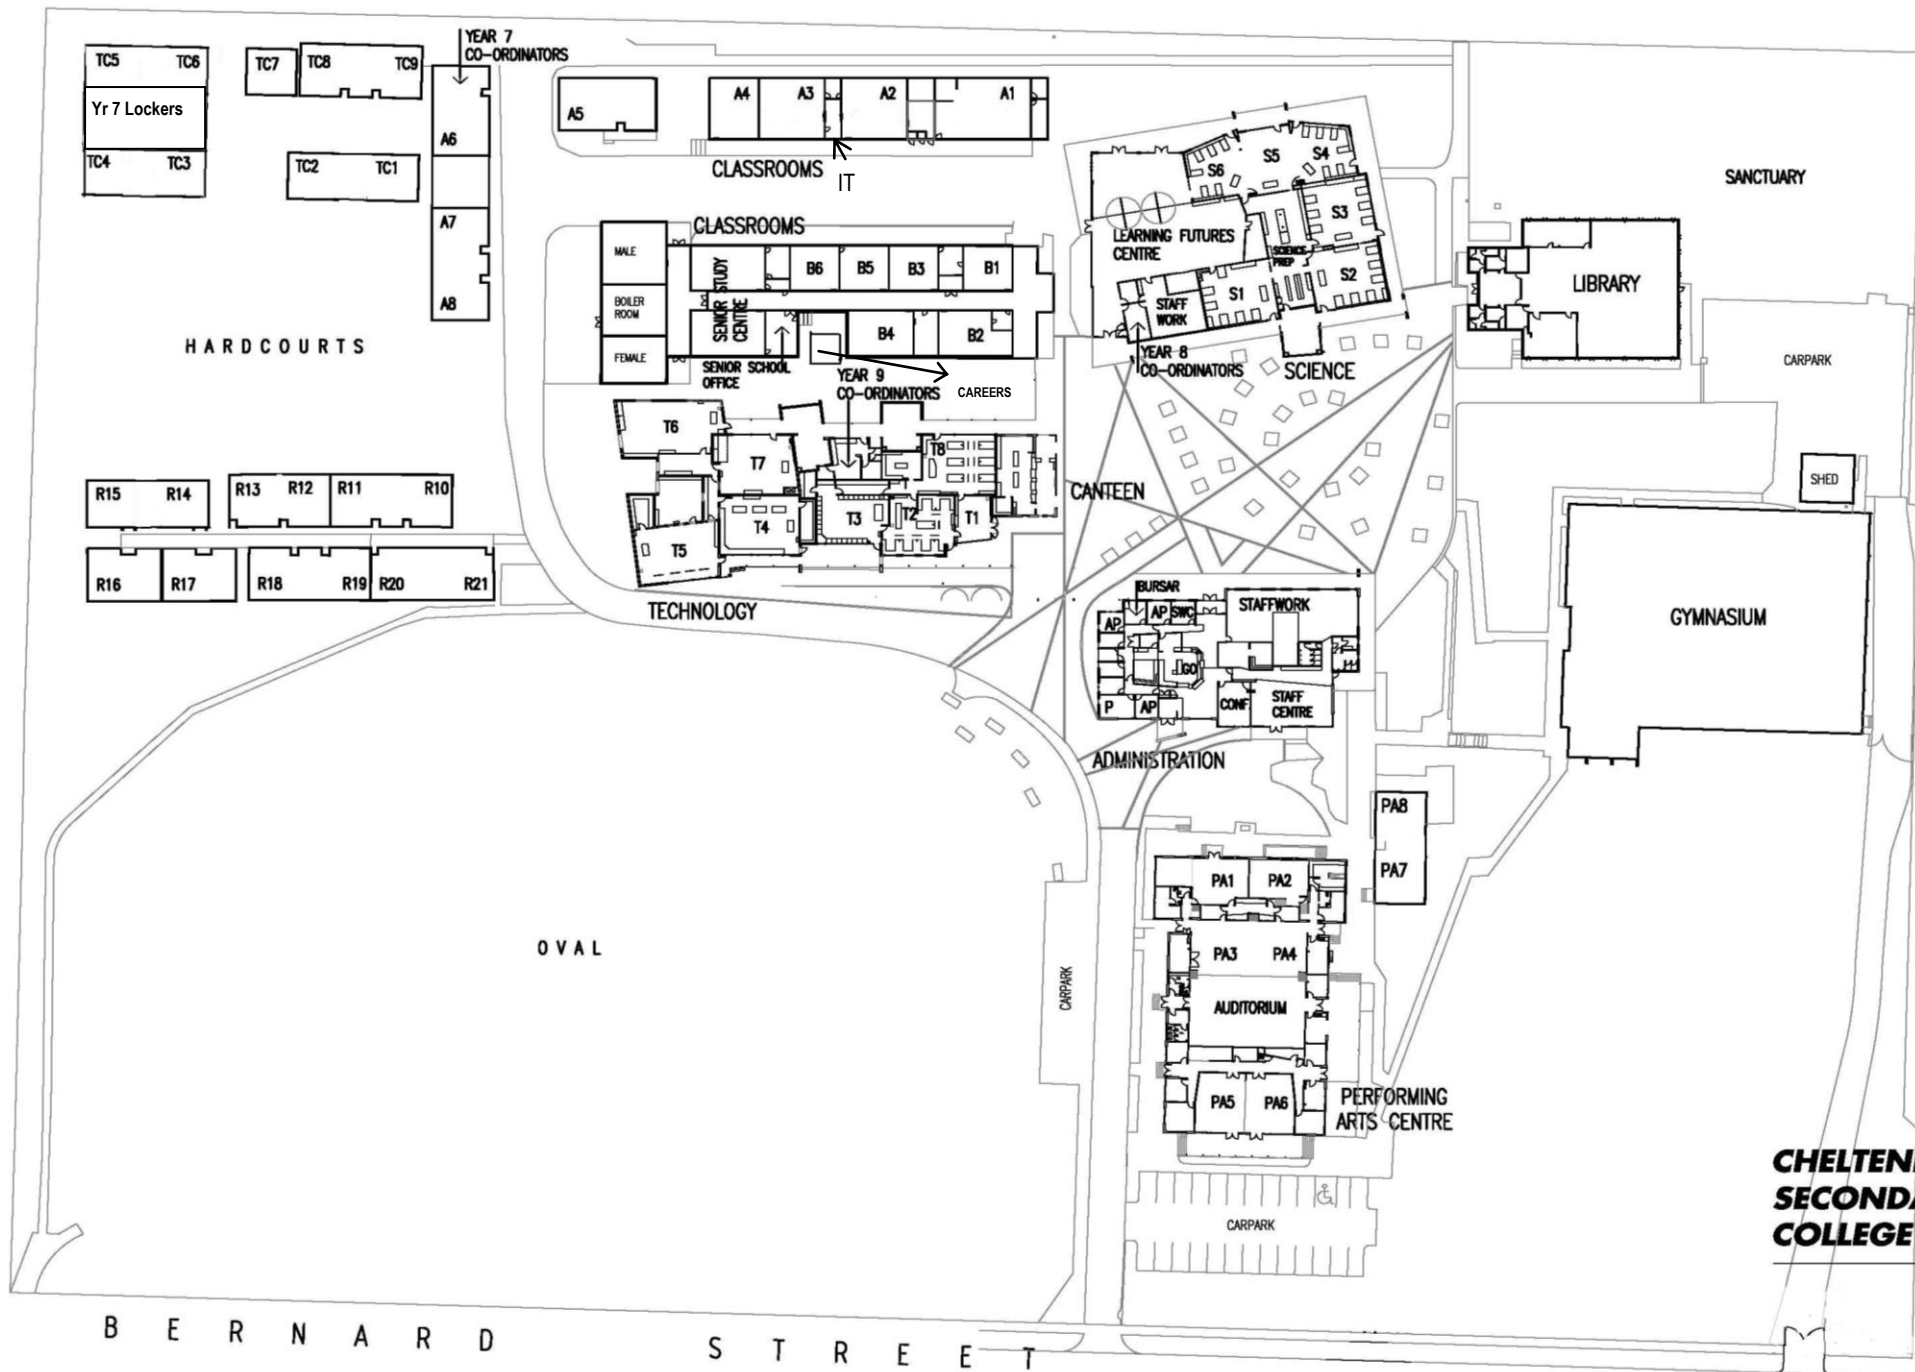 YEAR 7
CO-ORDINATORS
TC5 TC6
TC7
TC8 TC9
Yr 7 Lockers
TC4 TC3
TC2 TC1
A6
A7
A8
A5
A4 A3 A2 A1
CLASSROOMS
IT
CLASSROOMS
MALE
BOILER
ROOM
FEMALE
SENIOR STUDY
CENTRE
B6 B5 B3 B1
B4 B2
SENIOR SCHOOL
OFFICE
YEAR 9
CO-ORDINATORS
CAREERS
S6 S5 S4
S3
LEARNING FUTURES
CENTRE
SCIENCE
PREP
S2
S1
STAFF
WORK
YEAR 8
CO-ORDINATORS
SCIENCE
SANCTUARY
LIBRARY
CARPARK
SHED
GYMNASIUM
HARDCOURTS
R15 R14
R13 R12 R11 R10
R16 R17 R18 R19 R20 R21
T6
T7
T8
T5 T4 T3 T2 T1
CANTEEN
TECHNOLOGY
BURSAR
AP AP SWC
STAFFWORK
GO
P AP
CONF
STAFF
CENTRE
ADMINISTRATION
PA8
PA7
PA1 PA2
PA3 PA4
AUDITORIUM
PA5 PA6
PERFORMING
ARTS CENTRE
OVAL
CARPARK
CARPARK
CHELTEN
SECONDA
COLLEGE
BERNARD STREET